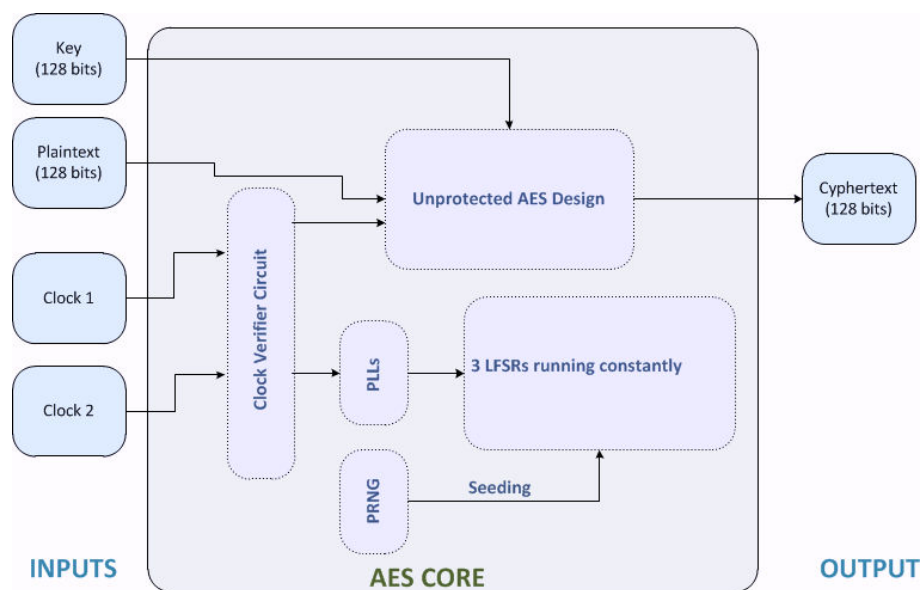 Key
(128 bits)
Plaintext
(128 bits)
Clock 1
Clock 2
Clock Verifier Circuit
Unprotected AES Design
PLLs
3 LFSRs running constantly
PRNG
Seeding
Cyphertext
(128 bits)
INPUTS
AES CORE
OUTPUT